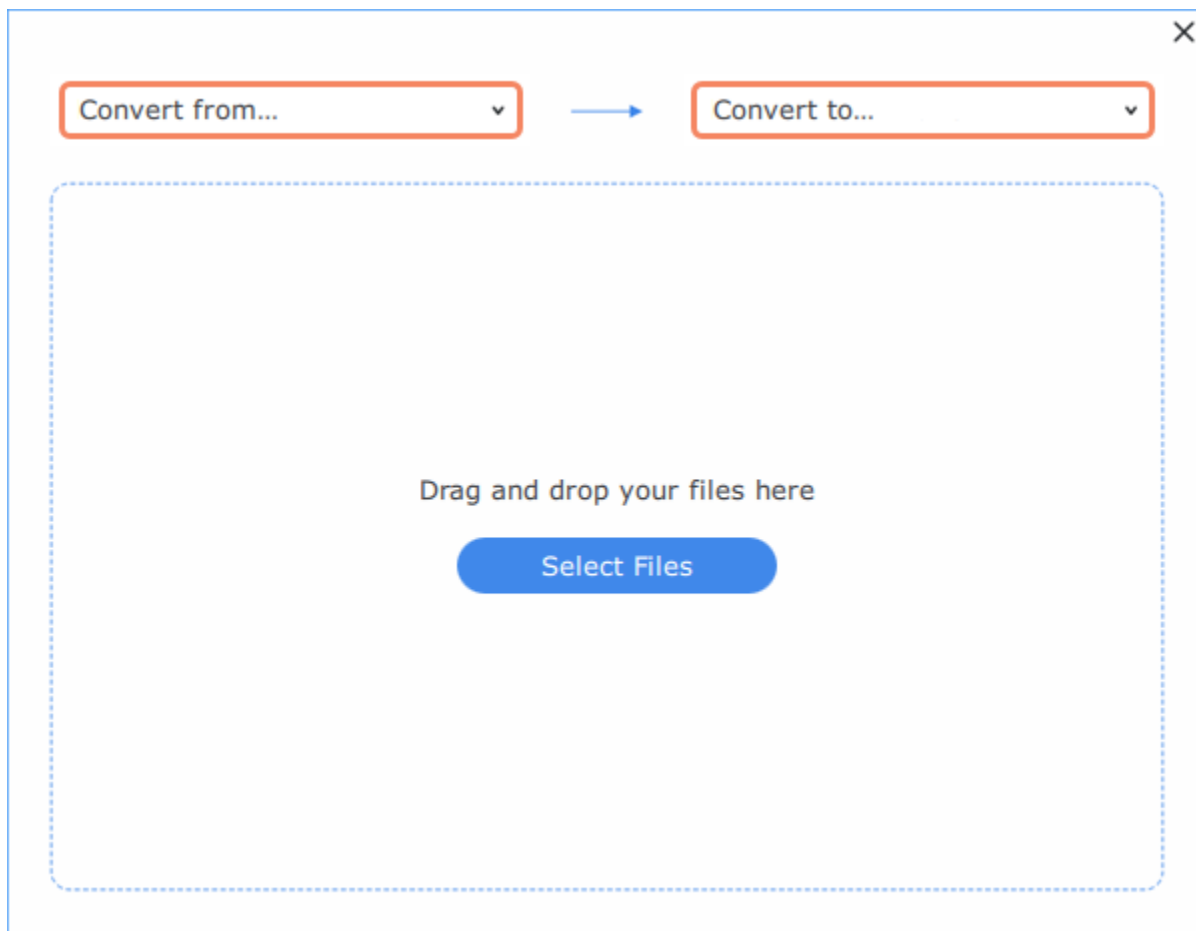 Convert from...
Convert to...
Drag and drop your files here
Select Files